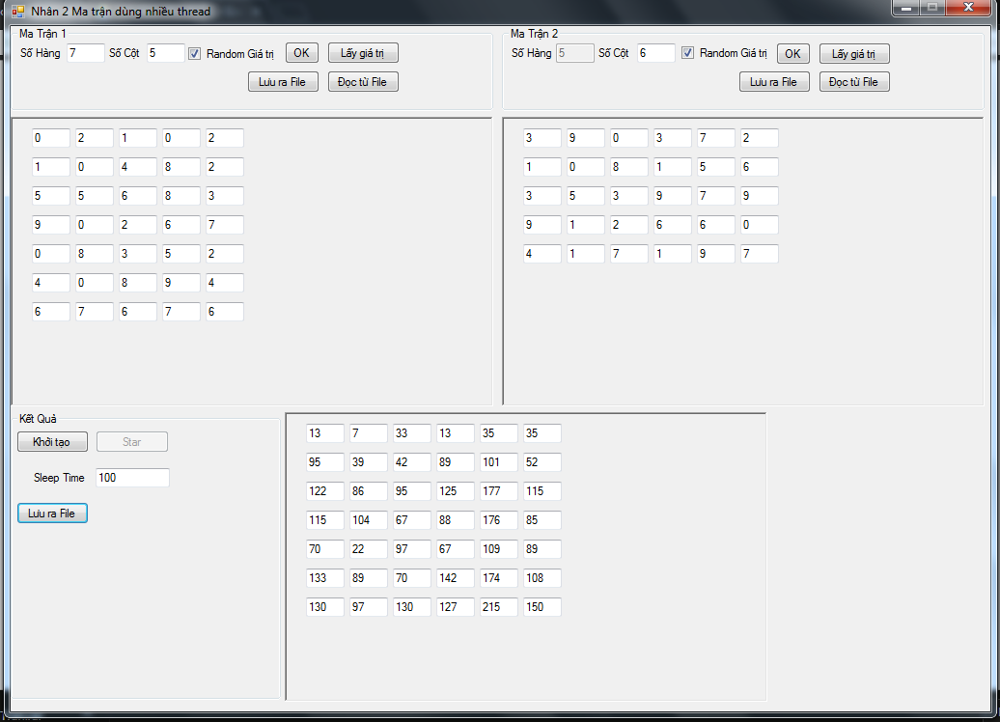 Nhân 2 Ma trận dùng nhiều thread
Ma Trận 1
Số Hàng 7 Số Cột 5 Random Giá trị OK Lấy giá trị
Lưu ra File Đọc từ File
0 2 1 0 2
1 0 4 8 2
5 5 6 8 3
9 0 2 6 7
0 8 3 5 2
4 0 8 9 4
6 7 6 7 6
Ma Trận 2
Số Hàng 5 Số Cột 6 Random Giá trị OK Lấy giá trị
Lưu ra File Đọc từ File
3 9 0 3 7 2
1 0 8 1 5 6
3 5 3 9 7 9
9 1 2 6 6 0
4 1 7 1 9 7
Kết Quả
Khởi tạo Star
Sleep Time 100
Lưu ra File
13 7 33 13 35 35
95 39 42 89 101 52
122 86 95 125 177 115
115 104 67 88 176 85
70 22 97 67 109 89
133 89 70 142 174 108
130 97 130 127 215 150